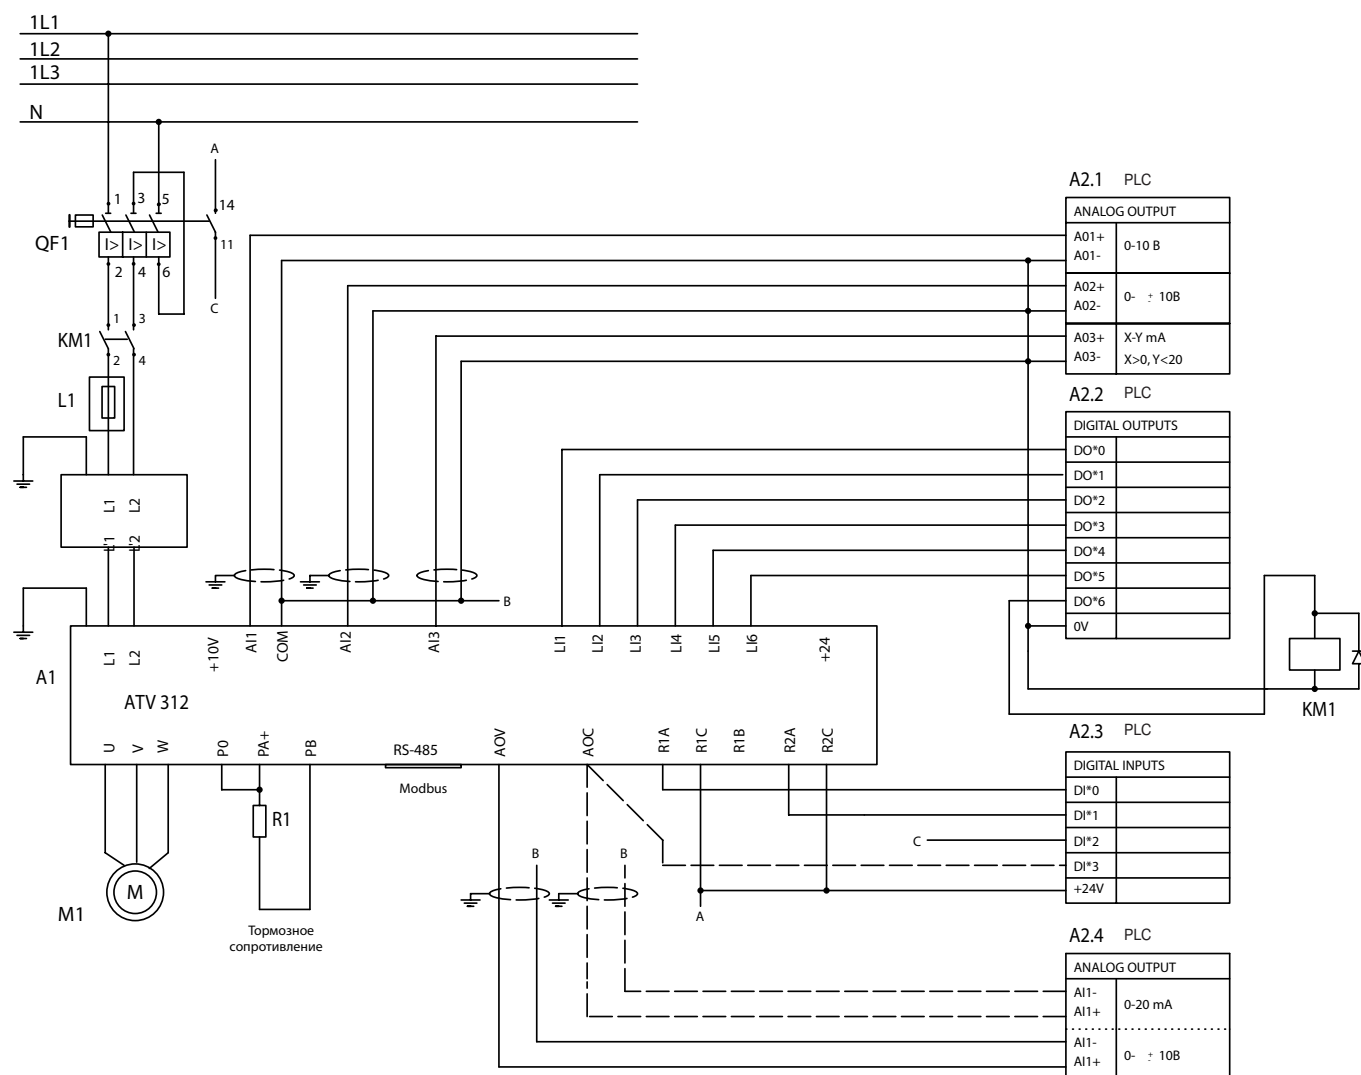 1L1
1L2
1L3
N
A
1 3 5 14
QF1
I> I> I>
11
2 4 6
C
1 3
KM1
2 4
L1
L1 L2
L'1 L'2
A2.1 PLC
ANALOG OUTPUT
A01+
A01-
0-10 В
A02+
A02-
0- ± 10В
A03+
A03-
X-Y mA
X>0, Y<20
A2.2 PLC
DIGITAL OUTPUTS
DO*0
DO*1
DO*2
DO*3
DO*4
DO*5
DO*6
0V
KM1
B
A1
L1 L2 +10V AI1 COM AI2 AI3 LI1 LI2 LI3 LI4 LI5 LI6 +24
ATV 312
U V W P0 PA+ PB RS-485 AOV AOC R1A R1C R1B R2A R2C
Modbus
R1
M
M1
Тормозное
сопротивление
B B
A
C
A2.3 PLC
DIGITAL INPUTS
DI*0
DI*1
DI*2
DI*3
+24V
A2.4 PLC
ANALOG OUTPUT
AI1-
AI1+
0-20 mA
AI1-
AI1+
0- ± 10В